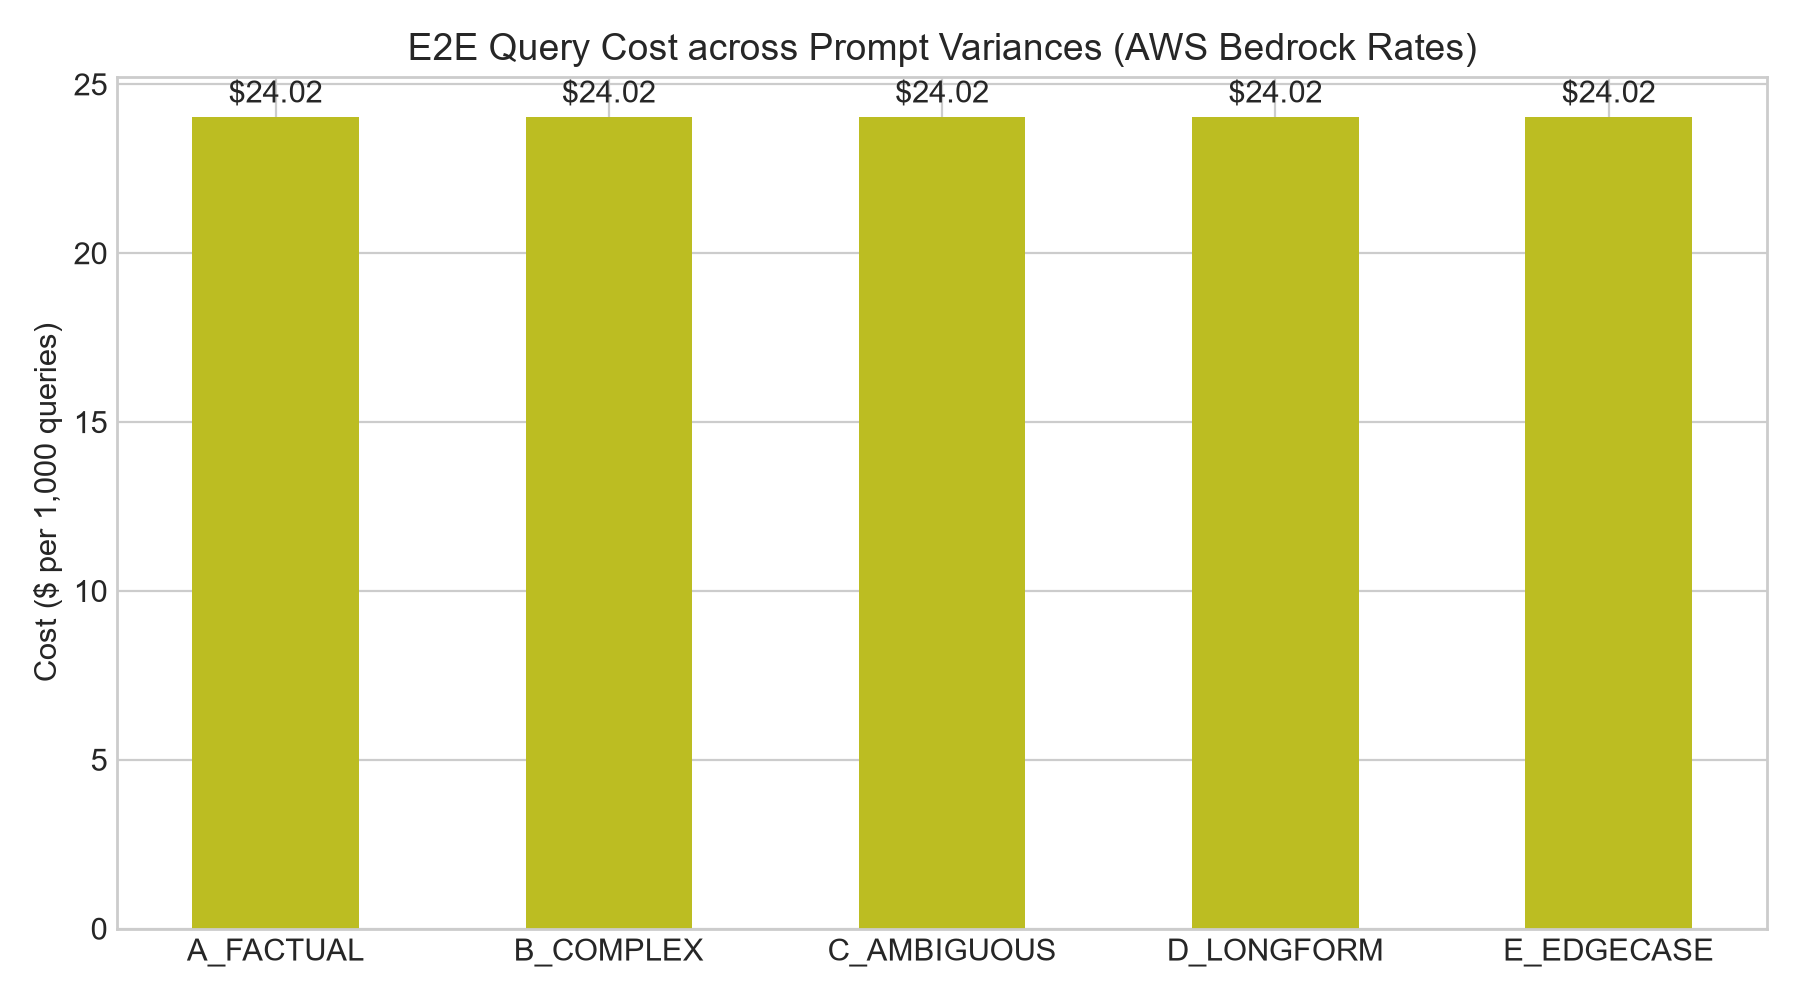 E2E Query Cost across Prompt Variances (AWS Bedrock Rates)
25
20
15
10
5
0
Cost ($ per 1,000 queries)
$24.02
$24.02
$24.02
$24.02
$24.02
A_FACTUAL
B_COMPLEX
C_AMBIGUOUS
D_LONGFORM
E_EDGECASE